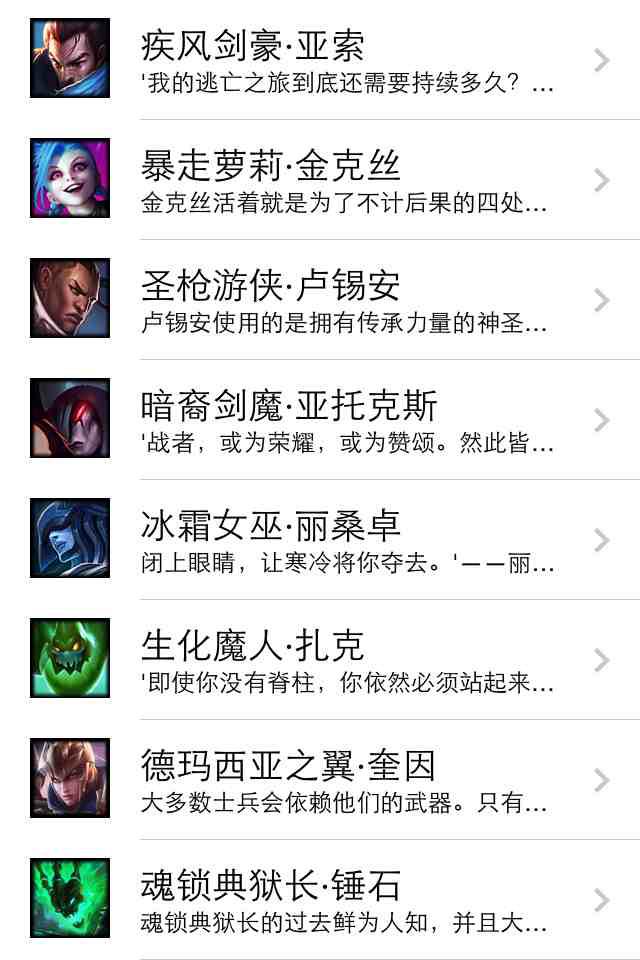 疾风剑豪·亚索
'我的逃亡之旅到底还需要持续多久？...
暴走萝莉·金克丝
金克丝活着就是为了不计后果的四处...
圣枪游侠·卢锡安
卢锡安使用的是拥有传承力量的神圣...
暗裔剑魔·亚托克斯
'战者，或为荣耀，或为赞颂。然此皆...
冰霜女巫·丽桑卓
闭上眼睛，让寒冷将你夺去。'——丽...
生化魔人·扎克
'即使你没有脊柱，你依然必须站起来...
德玛西亚之翼·奎因
大多数士兵会依赖他们的武器。只有...
魂锁典狱长·锤石
魂锁典狱长的过去鲜为人知，并且大...